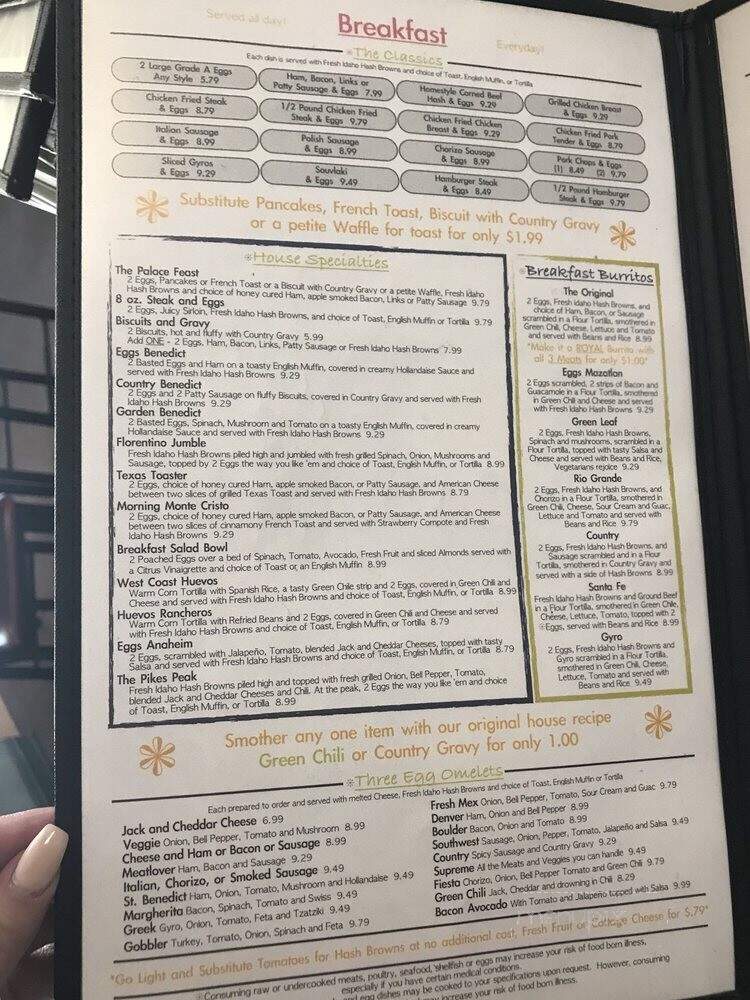 Served all day!
Breakfast
Everyday!
The Classics
Each dish is served with Fresh Idaho Hash Browns and choice of Toast, English Muffin, or Tortilla
2 Large Grade A Eggs
Any Style 5.79
Ham, Bacon, Links or
Patty Sausage & Eggs 7.99
Homestyle Corned Beef
Hash & Eggs 9.29
Grilled Chicken Breast
& Eggs 9.29
Chicken Fried Steak
& Eggs 8.79
1/2 Pound Chicken Fried
Steak & Eggs 9.79
Chicken Fried Chicken
Breast & Eggs 9.29
Chicken Fried Pork
Tender & Eggs 8.79
Italian Sausage
& Eggs 8.99
Polish Sausage
& Eggs 8.99
Chorizo Sausage
& Eggs 8.99
Pork Chops & Eggs
(1) 8.49 (2) 9.79
Sliced Gyros
& Eggs 9.29
Souvlaki
& Eggs 9.49
Hamburger Steak
& Eggs 8.49
1/2 Pound Hamburger
Steak & Eggs 9.79
Substitute Pancakes, French Toast, Biscuit with Country Gravy
or a petite Waffle for toast for only $1.99
House Specialties
The Palace Feast
2 Eggs, Pancakes or French Toast or a Biscuit with Country Gravy or a petite Waffle, Fresh Idaho
Hash Browns and choice of honey cured Ham, apple smoked Bacon, Links or Patty Sausage 9.79
8 oz. Steak and Eggs
2 Eggs, Juicy Sirloin, Fresh Idaho Hash Browns, and choice of Toast, English Muffin or Tortilla 9.79
Biscuits and Gravy
2 Biscuits, hot and fluffy with Country Gravy 5.99
Add ONE - 2 Eggs, Ham, Bacon, Links, Patty Sausage or Fresh Idaho Hash Browns 7.99
Eggs Benedict
2 Basted Eggs and Ham on a toasty English muffin, covered in creamy Hollandaise Sauce and
served with Fresh Idaho Hash Browns 9.29
Country Benedict
2 Eggs and 2 Patty Sausage on fluffy Biscuits, covered in Country Gravy and served with Fresh
Idaho Hash Browns 9.29
Garden Benedict
2 Basted Eggs, Spinach, Mushroom and Tomato on a toasty English Muffin, covered in creamy
Hollandaise Sauce and served with Fresh Idaho Hash Browns 9.29
Florentino Jumble
Fresh Idaho Hash Browns piled high and jumbled with fresh grilled Spinach, Onion, Mushrooms and
Sausage, topped by 2 Eggs the way you like 'em and choice of Toast, English Muffin, or Tortilla 8.99
Texas Toaster
2 Eggs, choice of honey cured Ham, apple smoked Bacon, or Patty Sausage, and American Cheese
between two slices of grilled Texas Toast and served with Fresh Idaho Hash Browns 8.79
Morning Monte Cristo
2 Eggs, choice of honey cured Ham, apple smoked Bacon, or Patty Sausage, and American Cheese
between two slices of cinnamony French Toast and served with Strawberry Compote and Fresh
Idaho Hash Browns 9.29
Breakfast Salad Bowl
2 Poached Eggs over a bed of Spinach, Tomato, Avocado, Fresh Fruit and sliced Almonds served with
a Citrus Vinaigrette and choice of Toast or, an English Muffin 8.99
West Coast Huevos
Warm Corn Tortilla with Spanish Rice, a tasty Green Chile strip and 2 Eggs, covered in Green Chili and
Cheese and served with Fresh Idaho Hash Browns and choice of Toast, English Muffin, or Tortilla 8.99
Huevos Rancheros
Warm Corn Tortilla with Refried Beans and 2 Eggs, covered in Green Chili and Cheese and served
with Fresh Idaho Hash Browns and choice of Toast, English Muffin, or Tortilla 8.79
Eggs Anaheim
2 Eggs, scrambled with Jalapeño, Tomato, blended Jack and Cheddar Cheeses, topped with tasty
Salsa and served with Fresh Idaho Hash Browns and choice of Toast, English Muffin, or Tortilla 8.79
The Pikes Peak
Fresh Idaho Hash Browns piled high and topped with fresh grilled Onion, Bell Pepper, Tomato,
blended Jack and Cheddar Cheeses and Chili. At the peak, 2 Eggs the way you like 'em and choice
of Toast, English Muffin, or Tortilla 8.99
Breakfast Burritos
The Original
2 Eggs, Fresh Idaho Hash Browns, and
choice of Ham, Bacon, or Sausage
scrambled in a Flour Tortilla, smothered in
Green Chili, Cheese, Lettuce and Tomato
and served with Beans and Rice 8.99
*Make it a ROYAL Burrito with
all 3 Meats for only $1.00*
Eggs Mazatlan
2 Eggs scrambled, 2 strips of Bacon and
Guacamole in a Flour Tortilla, smothered
in Green Chili and Cheese and served
with Fresh Idaho Hash Browns 9.29
Green Leaf
2 Eggs, Fresh Idaho Hash Browns,
Spinach and mushrooms, scrambled in a
Flour Tortilla, topped with tasty Salsa and
Cheese and served with Beans and Rice,
Vegetarians rejoice 9.29
Rio Grande
2 Eggs, Fresh Idaho Hash Browns, and
Chorizo in a Flour Tortilla, smothered in
Green Chili, Cheese, Sour Cream and Guac,
Lettuce and Tomato and served with
Beans and Rice 9.79
Country
2 Eggs, Fresh Idaho Hash Browns, and
Sausage scrambled and in a Flour
Tortilla, smothered in Country Gravy and
served with a side of Hash Browns 8.99
Santa Fe
Fresh Idaho Hash Browns and Ground Beef
in a Flour Tortilla, smothered in Green Chile,
Cheese, Lettuce, Tomato, topped with 2
Eggs, served with Beans and Rice 8.99
Gyro
2 Eggs, Fresh Idaho Hash Browns and
Gyro scrambled in a Flour Tortilla,
smothered in Green Chili, Cheese,
Lettuce, Tomato and served with
Beans and Rice 9.49
Smother any one item with our original house recipe
Green Chili or Country Gravy for only 1.00
Three Egg Omelets
Each prepared to order and served with melted Cheese, Fresh Idaho Hash Browns and choice of Toast, English Muffin or Tortilla
Jack and Cheddar Cheese 6.99
Veggie Onion, Bell Pepper, Tomato and Mushroom 8.99
Cheese and Ham or Bacon or Sausage 8.99
Meatlover Ham, Bacon and Sausage 9.29
Italian, Chorizo, or Smoked Sausage 9.49
St. Benedict Ham, Onion, Tomato, Mushroom and Hollandaise 9.49
Margherita Bacon, Spinach, Tomato and Swiss 9.49
Greek Gyro, Onion, Tomato, Feta and Tzatziki 9.49
Gobbler Turkey, Tomato, Onion, Spinach and Feta 9.79
Fresh Mex Onion, Bell Pepper, Tomato, Sour Cream and Guac 9.79
Denver Ham, Onion and Bell Pepper 8.99
Boulder Bacon, Onion and Tomato 8.99
Southwest Sausage, Onion, Pepper, Tomato, Jalapeño and Salsa 9.49
Country Spicy Sausage and Country Gravy 9.29
Supreme All the Meats and Veggies you can handle 9.49
Fiesta Chorizo, Onion, Bell Pepper Tomato and Green Chili 9.79
Green Chili Jack, Cheddar and drowning in Chili 8.29
Bacon Avocado With Tomato and Jalapeño topped with Salsa 9.99
*Go Light and Substitute Tomatoes for Hash Browns at no additional cost, Fresh Fruit or Cottage Cheese for $.79*
Consuming raw or undercooked meats, poultry, seafood, shellfish or eggs may increase your risk of food born illness,
especially if you have certain medical conditions.
and egg dishes may be cooked to your specifications upon request. However, consuming
increase your risk of food born illness.